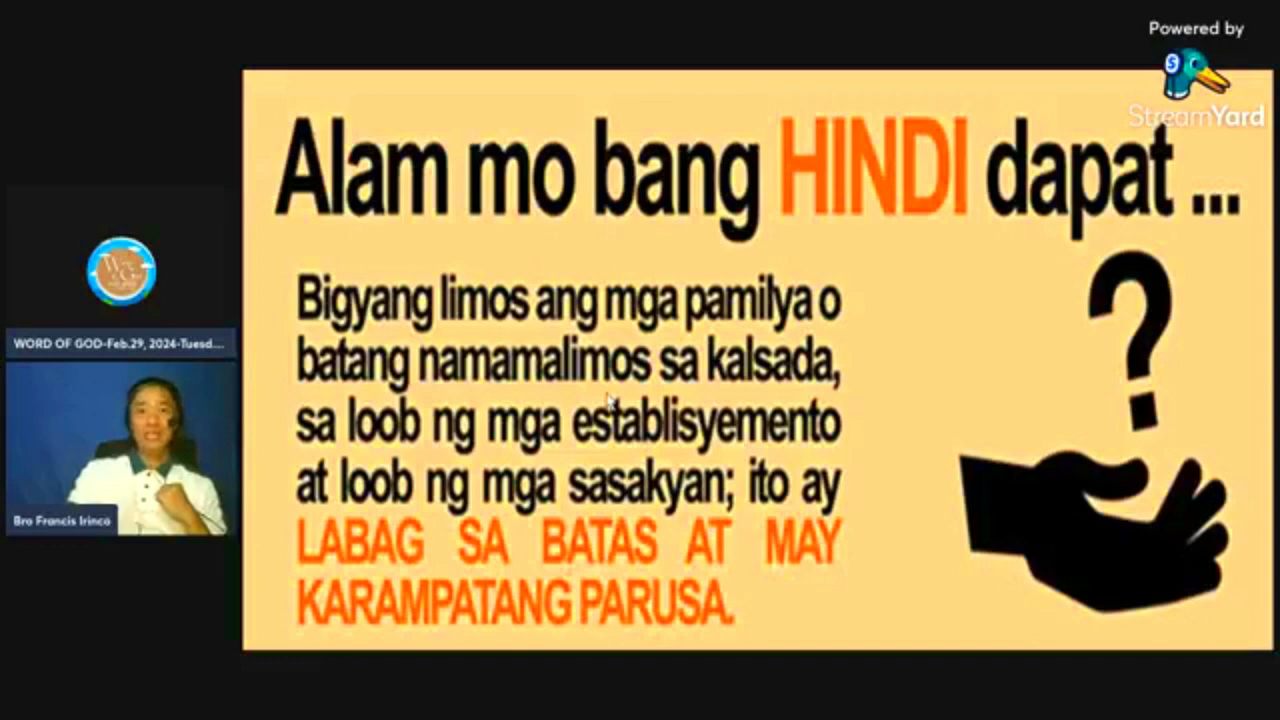 Powered by
StreamYard
Alam mo bang HINDI dapat ...
Bigyang limos ang mga pamilya o
batang namamalimos sa kalsada,
sa loob ng mga establisyemento
at loob ng mga sasakyan; ito ay
LABAG SA BATAS AT MAY
KARAMPATANG PARUSA.
?
WORD OF GOD-Feb.29, 2024-Tuesd...
Bro Francis Irinco